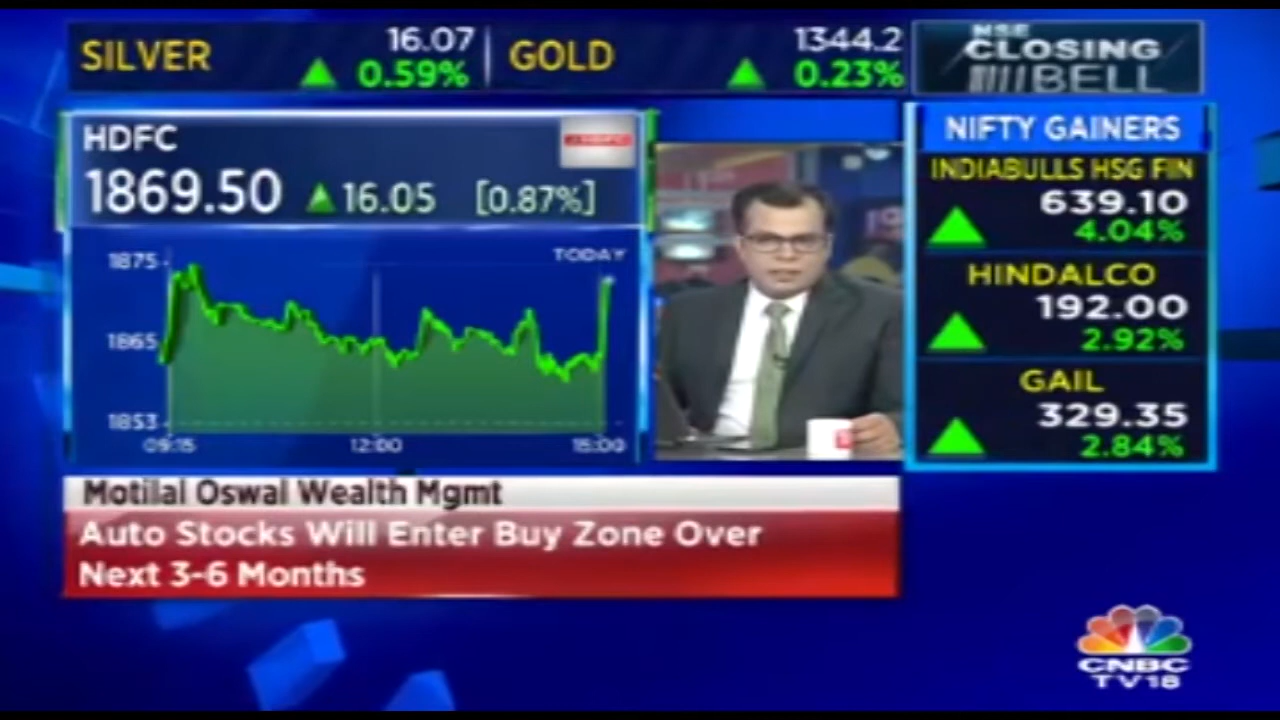 SILVER
16.07
0.59%
GOLD
1344.2
0.23%
NSE
CLOSING
BELL
HDFC
1869.50 16.05 [0.87%]
TODAY
1875
1865
1853
09:15 12:00 15:00
NIFTY GAINERS
INDIABULLS HSG FIN
639.10
4.04%
HINDALCO
192.00
2.92%
GAIL
329.35
2.84%
Motilal Oswal Wealth Mgmt
Auto Stocks Will Enter Buy Zone Over
Next 3-6 Months
CNBC
TV18